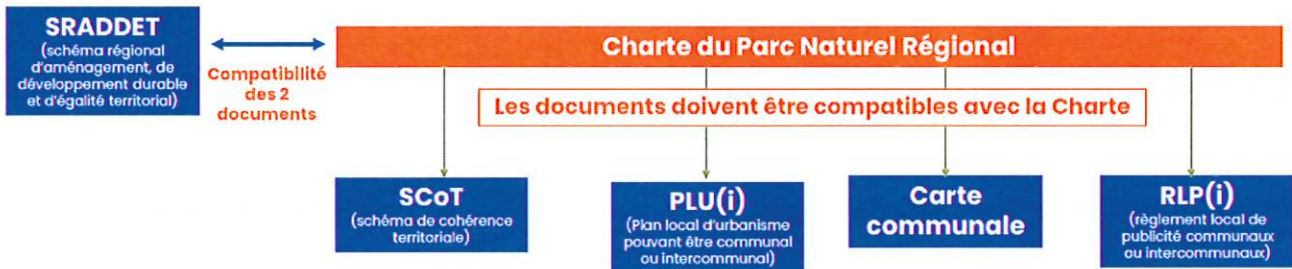 SRADDET
(schéma régional
d'aménagement, de
développement durable
et d'égalité territorial)
Compatibilité
des 2
documents
Charte du Parc Naturel Régional
Les documents doivent être compatibles avec la Charte
SCoT
(schéma de cohérence
territoriale)
PLU(i)
(Plan local d'urbanisme
pouvant être communal
ou intercommunal)
Carte
communale
RLP(i)
(règlement local de
publicité communaux
ou intercommunaux)